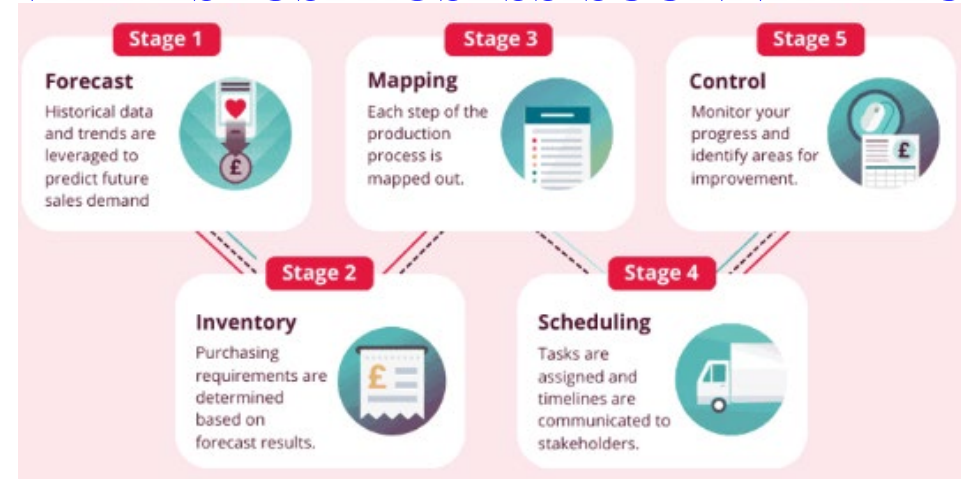 Stage 1
Forecast
Historical data
and trends are
leveraged to
predict future
sales demand
£
Stage 2
Inventory
Purchasing
requirements are
determined
based on
forecast results.
£
Stage 3
Mapping
Each step of the
production
process is
mapped out.
Stage 4
Scheduling
Tasks are
assigned and
timelines are
communicated to
stakeholders.
Stage 5
Control
Monitor your
progress and
identify areas for
improvement.
£